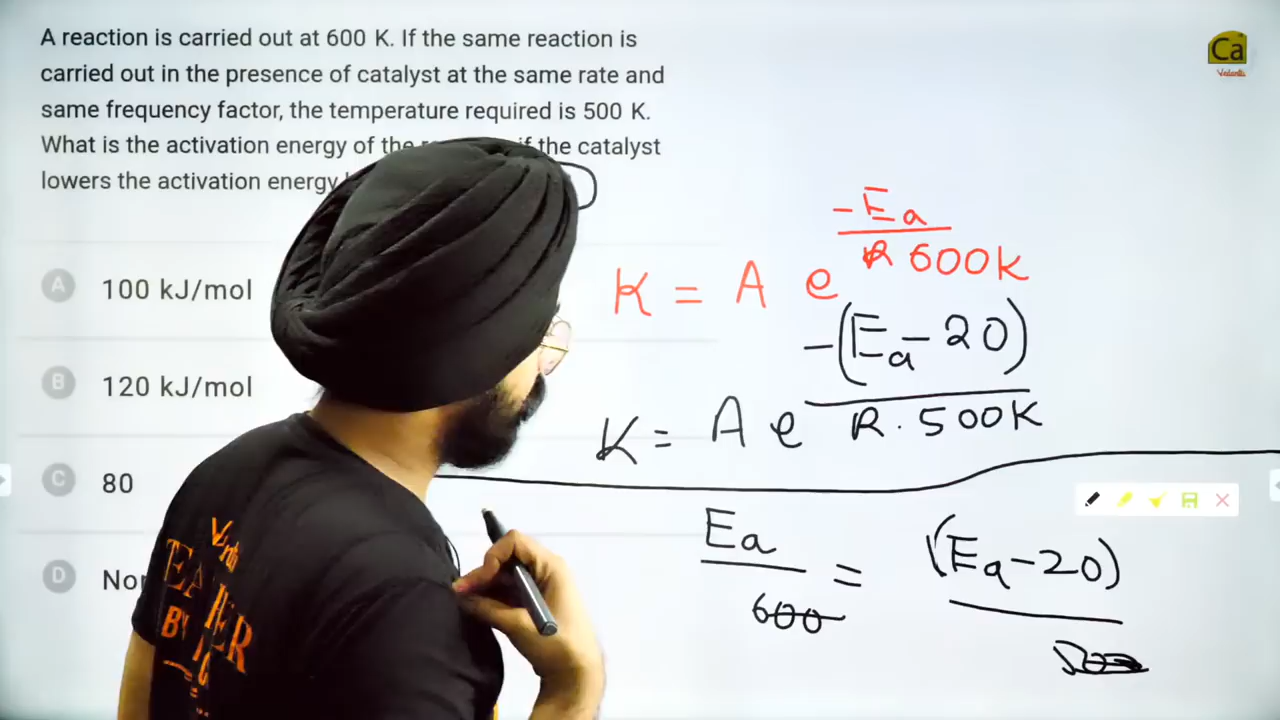 A reaction is carried out at 600 K. If the same reaction is
carried out in the presence of catalyst at the same rate and
same frequency factor, the temperature required is 500 K.
What is the activation energy of the if the catalyst
lowers the activation energy
A 100 kJ/mol
B 120 kJ/mol
C 80
D
Ca
Vedantu
-Ea
R 600K
K = A e
-(Ea-20)
R. 500K
K = A e
Ea = (Ea-20)
600 500